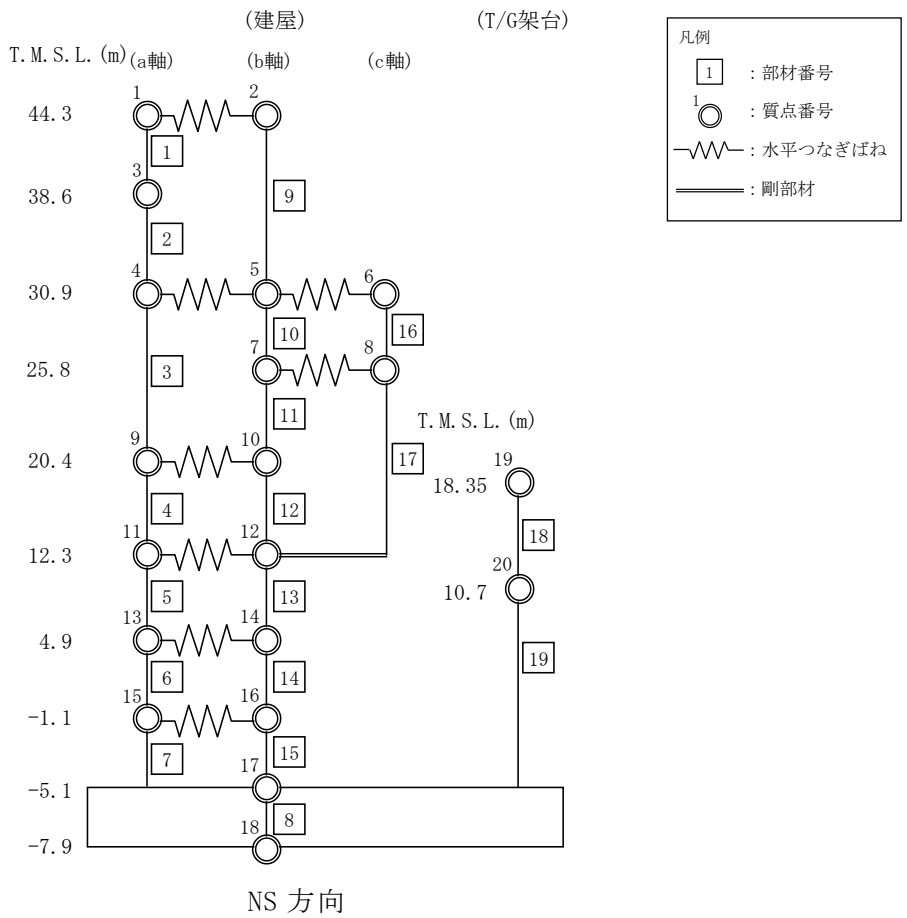 (建屋) (T/G架台)
T.M.S.L.(m) (a軸) (b軸) (c軸)
凡例
1 : 部材番号
1 : 質点番号
: 水平つなぎばね
: 剛部材
1 2
44.3
1
3
38.6 9
2
4 5 6
30.9
10 16
7 8
25.8 3
11
T.M.S.L.(m)
9 10 17 19
20.4
18.35
4 12 18
11 12 20
12.3
10.7
5 13
13 14
4.9 19
6 14
15 16
-1.1
7 15
17
-5.1
18 8
-7.9
NS 方向